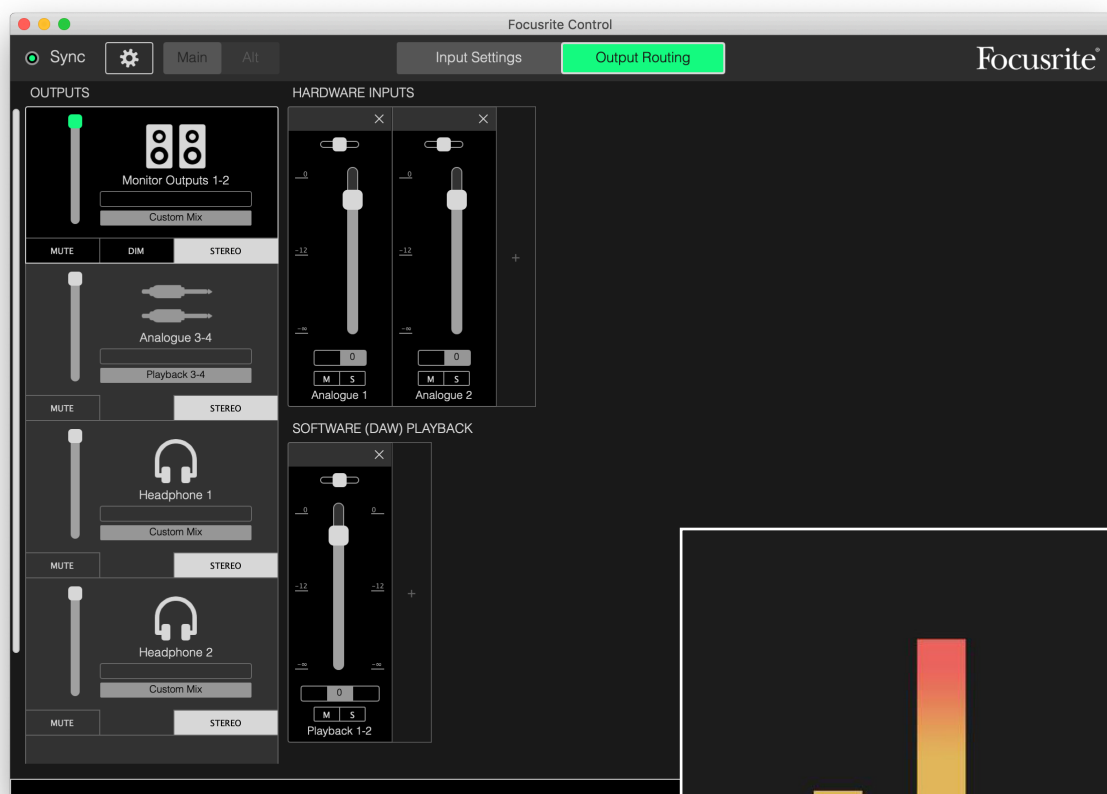 Focusrite Control
Sync
Main
Alt
Input Settings
Output Routing
Focusrite®
OUTPUTS
Monitor Outputs 1-2
Custom Mix
MUTE
DIM
STEREO
Analogue 3-4
Playback 3-4
MUTE
STEREO
Headphone 1
Custom Mix
MUTE
STEREO
Headphone 2
Custom Mix
MUTE
STEREO
HARDWARE INPUTS
0
0
-12
-12
-∞
-∞
+
0
0
M S
M S
Analogue 1
Analogue 2
SOFTWARE (DAW) PLAYBACK
0
0
-12
-12
+
-∞
-∞
0
M S
Playback 1-2